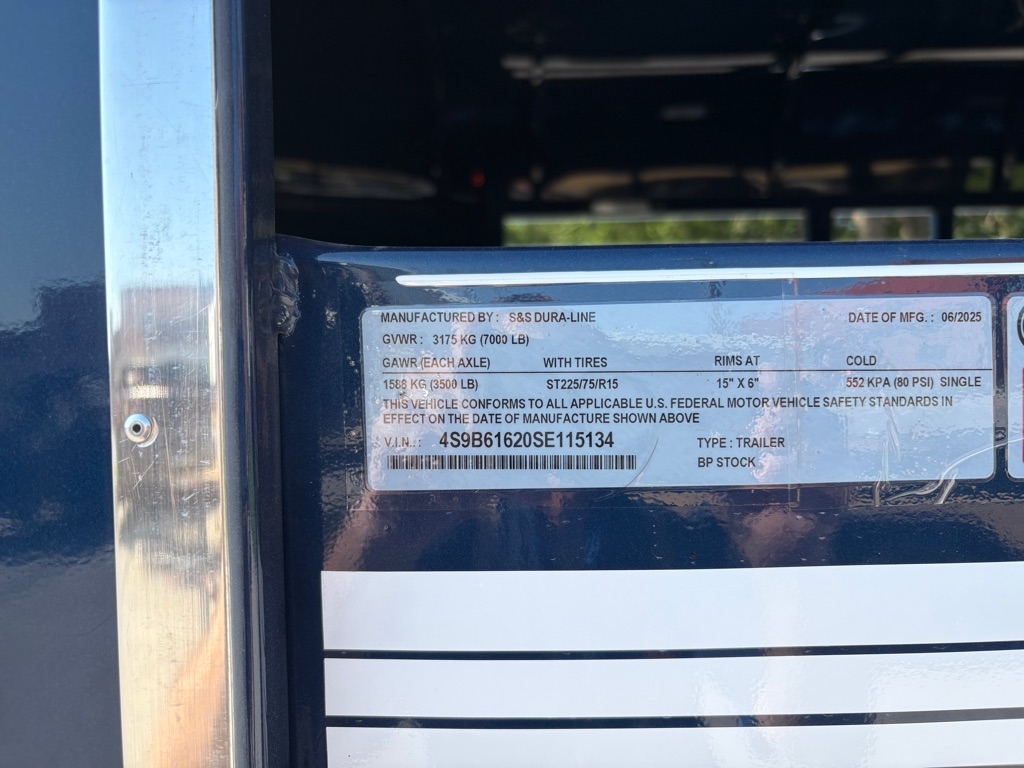 MANUFACTURED BY : S&S DURA-LINE DATE OF MFG. : 06/2025
GVWR : 3175 KG (7000 LB)
GAWR (EACH AXLE) WITH TIRES RIMS AT COLD
1588 KG (3500 LB) ST225/75/R15 15" X 6" 552 KPA (80 PSI) SINGLE
THIS VEHICLE CONFORMS TO ALL APPLICABLE U.S. FEDERAL MOTOR VEHICLE SAFETY STANDARDS IN
EFFECT ON THE DATE OF MANUFACTURE SHOWN ABOVE
V.I.N. : 4S9B61620SE115134 TYPE : TRAILER
BP STOCK